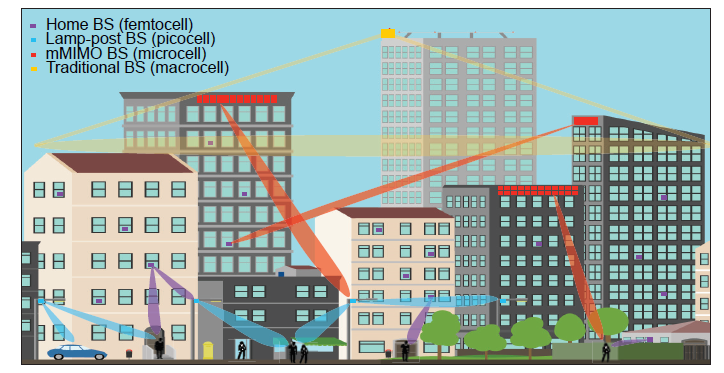 Home BS (femtocell)
Lamp-post BS (picocell)
mMIMO BS (microcell)
Traditional BS (macrocell)